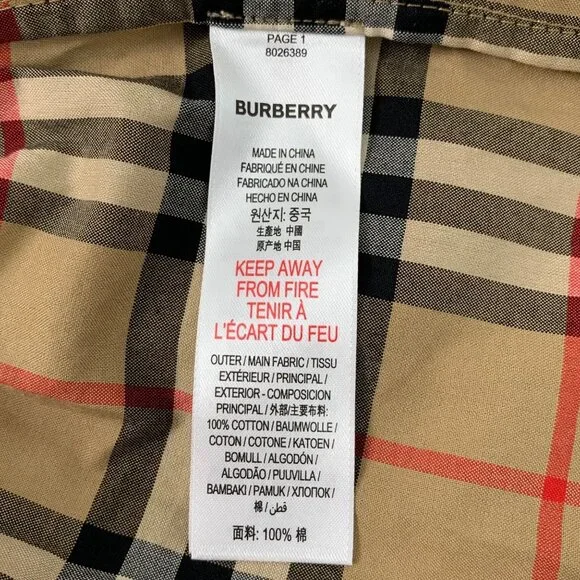 PAGE 1
8026389
BURBERRY
MADE IN CHINA
FABRIQUÉ EN CHINE
FABRICADO NA CHINA
HECHO EN CHINA
원산지: 중국
生產地 中國
原产地 中国
KEEP AWAY
FROM FIRE
TENIR À
L'ÉCART DU FEU
OUTER / MAIN FABRIC / TISSU
EXTÉRIEUR / PRINCIPAL /
EXTERIOR - COMPOSICION
PRINCIPAL / 外部/主要布料:
100% COTTON / BAUMWOLLE /
COTON / COTONE / KATOEN /
BOMULL / ALGODÓN /
ALGODÃO / PUUVILLA /
BAMBAKI / PAMUK / ХЛОПОК /
棉 / قطن /
面料: 100% 棉